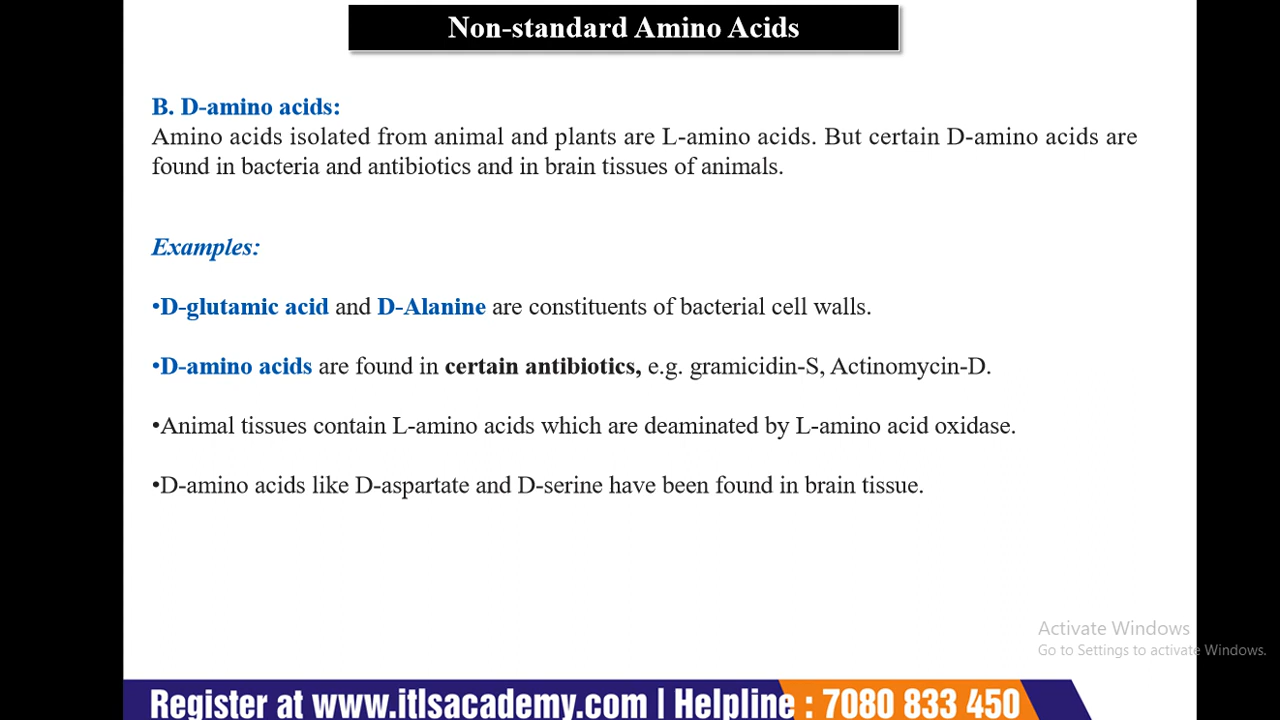 Non-standard Amino Acids
B. D-amino acids:
Amino acids isolated from animal and plants are L-amino acids. But certain D-amino acids are
found in bacteria and antibiotics and in brain tissues of animals.
Examples:
•D-glutamic acid and D-Alanine are constituents of bacterial cell walls.
•D-amino acids are found in certain antibiotics, e.g. gramicidin-S, Actinomycin-D.
•Animal tissues contain L-amino acids which are deaminated by L-amino acid oxidase.
•D-amino acids like D-aspartate and D-serine have been found in brain tissue.
Activate Windows
Go to Settings to activate Windows.
Register at www.itlsacademy.com | Helpline : 7080 833 450